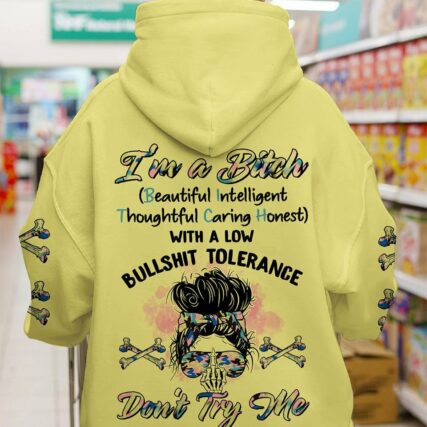 I'm a Bitch
(Beautiful Intelligent
Thoughtful Caring Honest)
WITH A LOW
BULLSHIT TOLERANCE
Don't Try Me